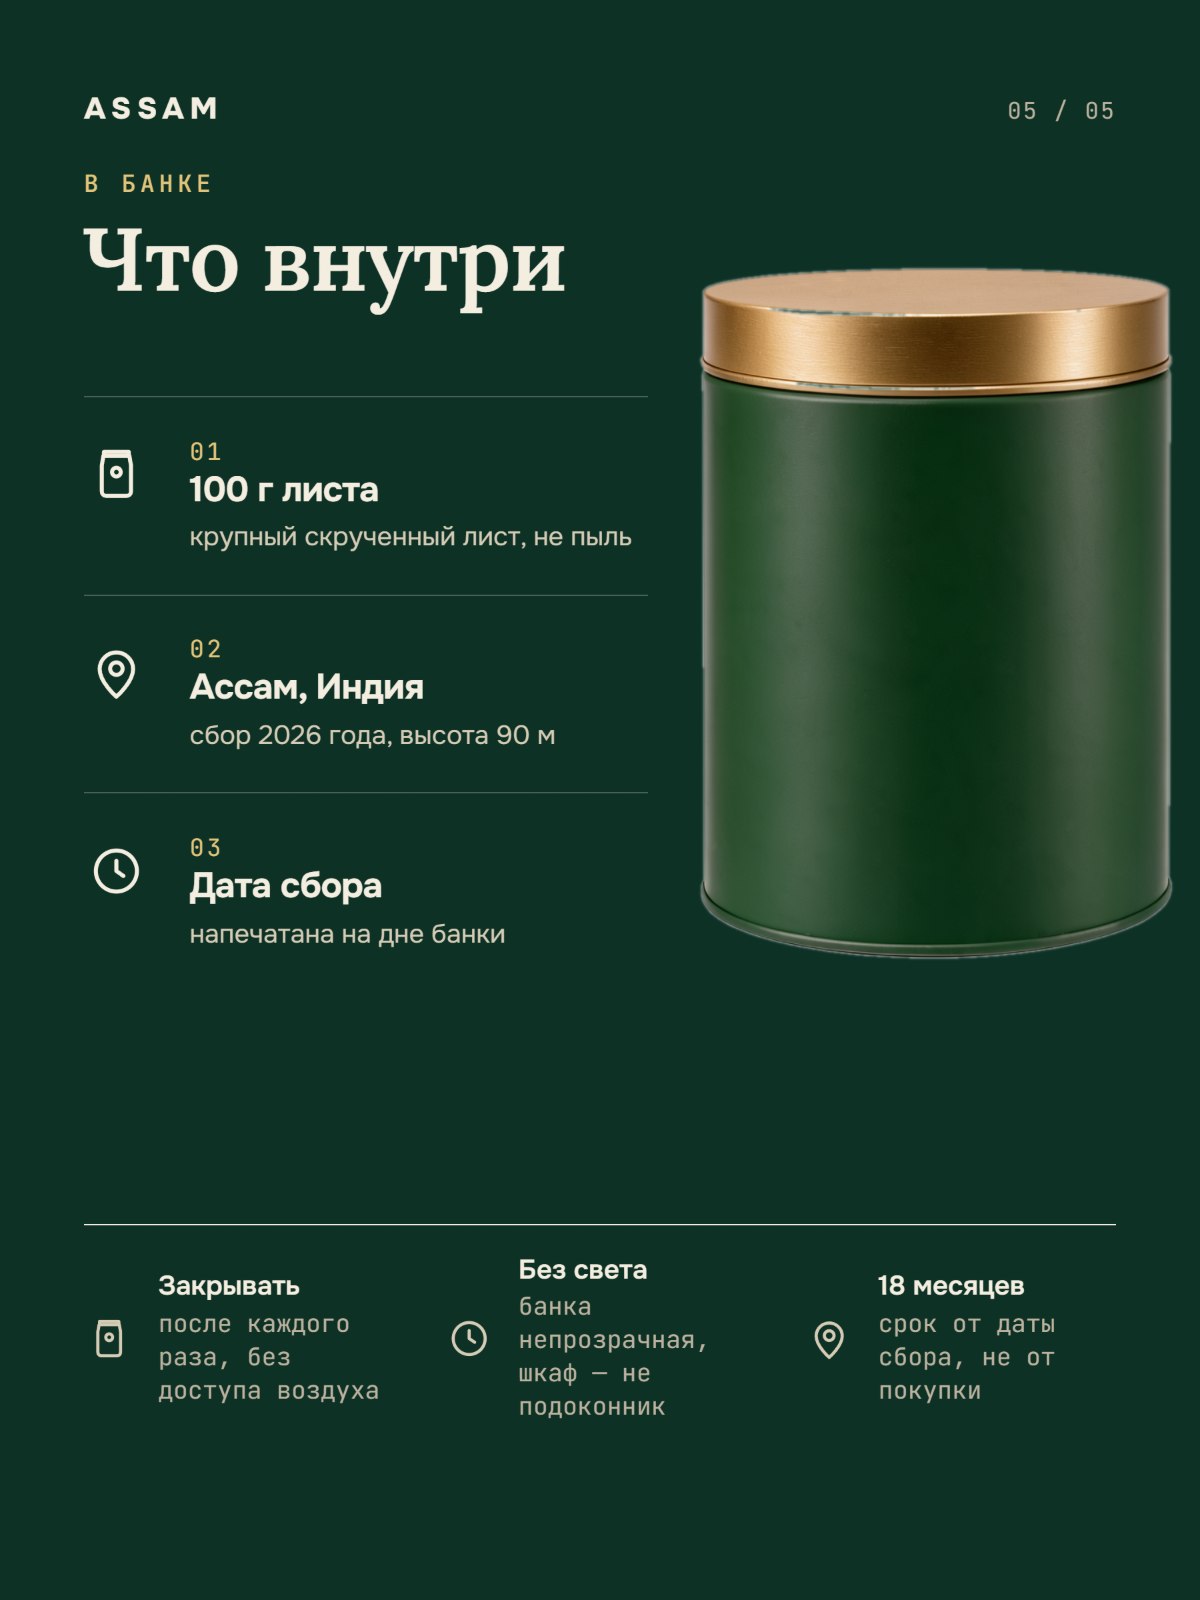 ASSAM
05 / 05
В БАНКЕ
Что внутри
01
100 г листа
крупный скрученный лист, не пыль
02
Ассам, Индия
сбор 2026 года, высота 90 м
03
Дата сбора
напечатана на дне банки
Закрывать
после каждого
раза, без
доступа воздуха
Без света
банка
непрозрачная,
шкаф — не
подоконник
18 месяцев
срок от даты
сбора, не от
покупки